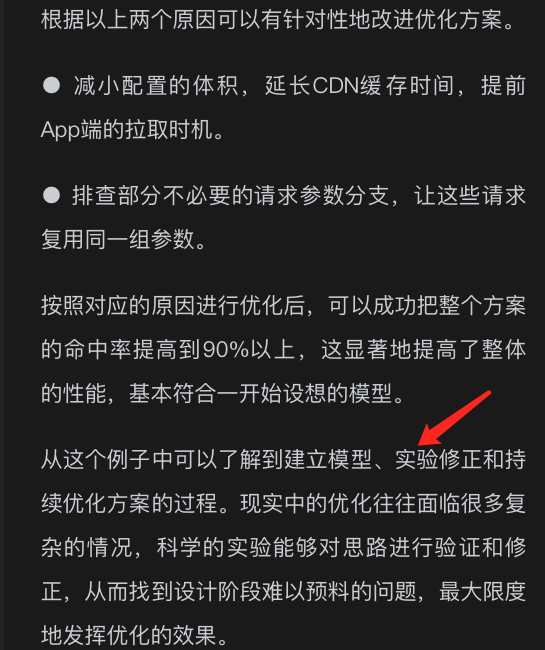 根据以上两个原因可以有针对性地改进优化方案。
● 减小配置的体积，延长CDN缓存时间，提前
App端的拉取时机。
● 排查部分不必要的请求参数分支，让这些请求
复用同一组参数。
按照对应的原因进行优化后，可以成功把整个方案
的命中率提高到90%以上，这显著地提高了整体
的性能，基本符合一开始设想的模型。
从这个例子中可以了解到建立模型、实验修正和持
续优化方案的过程。现实中的优化往往面临很多复
杂的情况，科学的实验能够对思路进行验证和修
正，从而找到设计阶段难以预料的问题，最大限度
地发挥优化的效果。